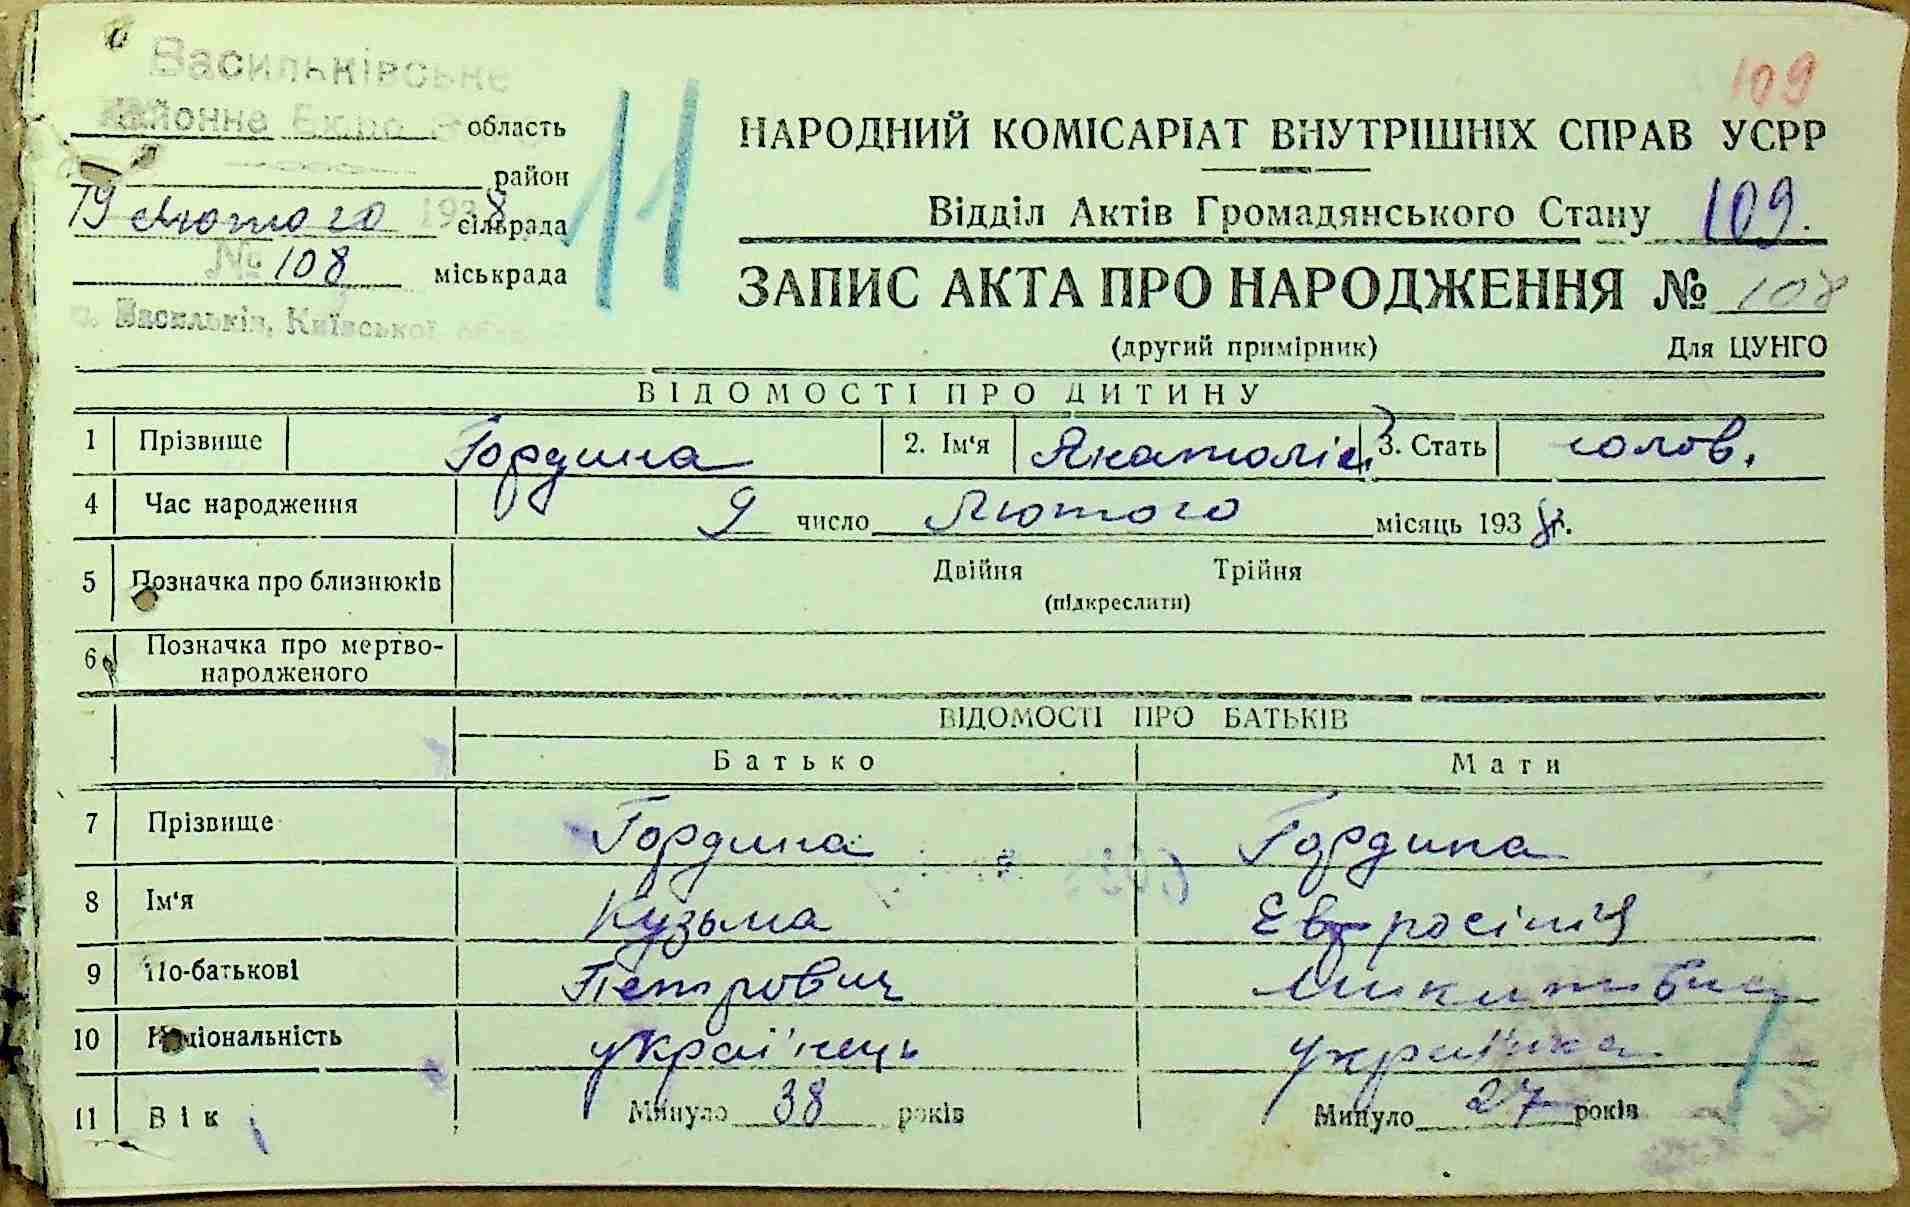 109
Васильківське
районне Бюро
область
район
19 Лютого 1938
сільрада
№ 108
міськрада
м. Васильків, Київської
11
НАРОДНИЙ КОМІСАРІАТ ВНУТРІШНІХ СПРАВ УСРР
Відділ Актів Громадянського Стану 109.
ЗАПИС АКТА ПРО НАРОДЖЕННЯ № 108
(другий примірник) Для ЦУНГО
ВІДОМОСТІ ПРО ДИТИНУ
1 Прізвище Гордина 2. Ім'я Анатолій 3. Стать чолов.
4 Час народження 9 число Лютого місяць 1938 р.
5 Позначка про близнюків Двійня Трійня
(підкреслити)
6 Позначка про мертво-
народженого
ВІДОМОСТІ ПРО БАТЬКІВ
Батько Мати
7 Прізвище Гордина Гордина
8 Ім'я Кузьма Евросінія
9 По-батькові Петрович
10 Національність українець українка
11 Вік Минуло 38 років Минуло 27 років